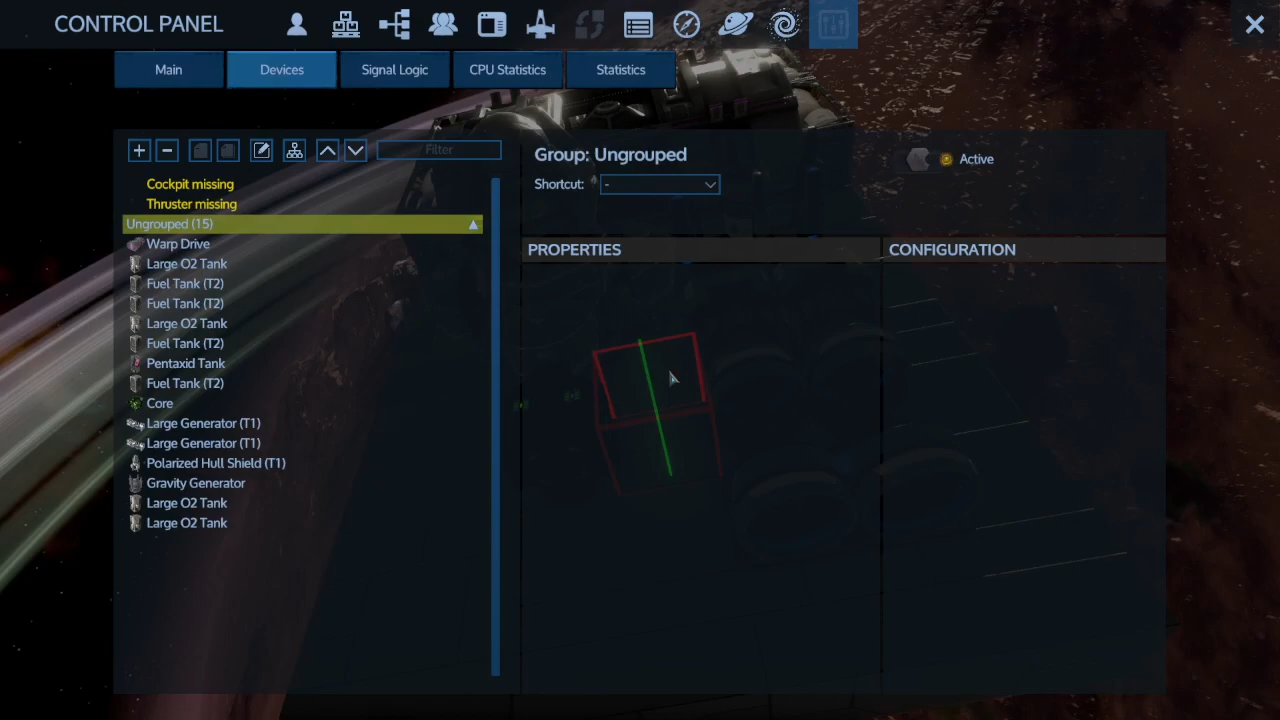 CONTROL PANEL
Main Devices Signal Logic CPU Statistics Statistics
Filter
Group: Ungrouped
Active
Shortcut: -
Cockpit missing
Thruster missing
Ungrouped (15)
PROPERTIES CONFIGURATION
Warp Drive
Large O2 Tank
Fuel Tank (T2)
Fuel Tank (T2)
Large O2 Tank
Fuel Tank (T2)
Pentaxid Tank
Fuel Tank (T2)
Core
Large Generator (T1)
Large Generator (T1)
Polarized Hull Shield (T1)
Gravity Generator
Large O2 Tank
Large O2 Tank